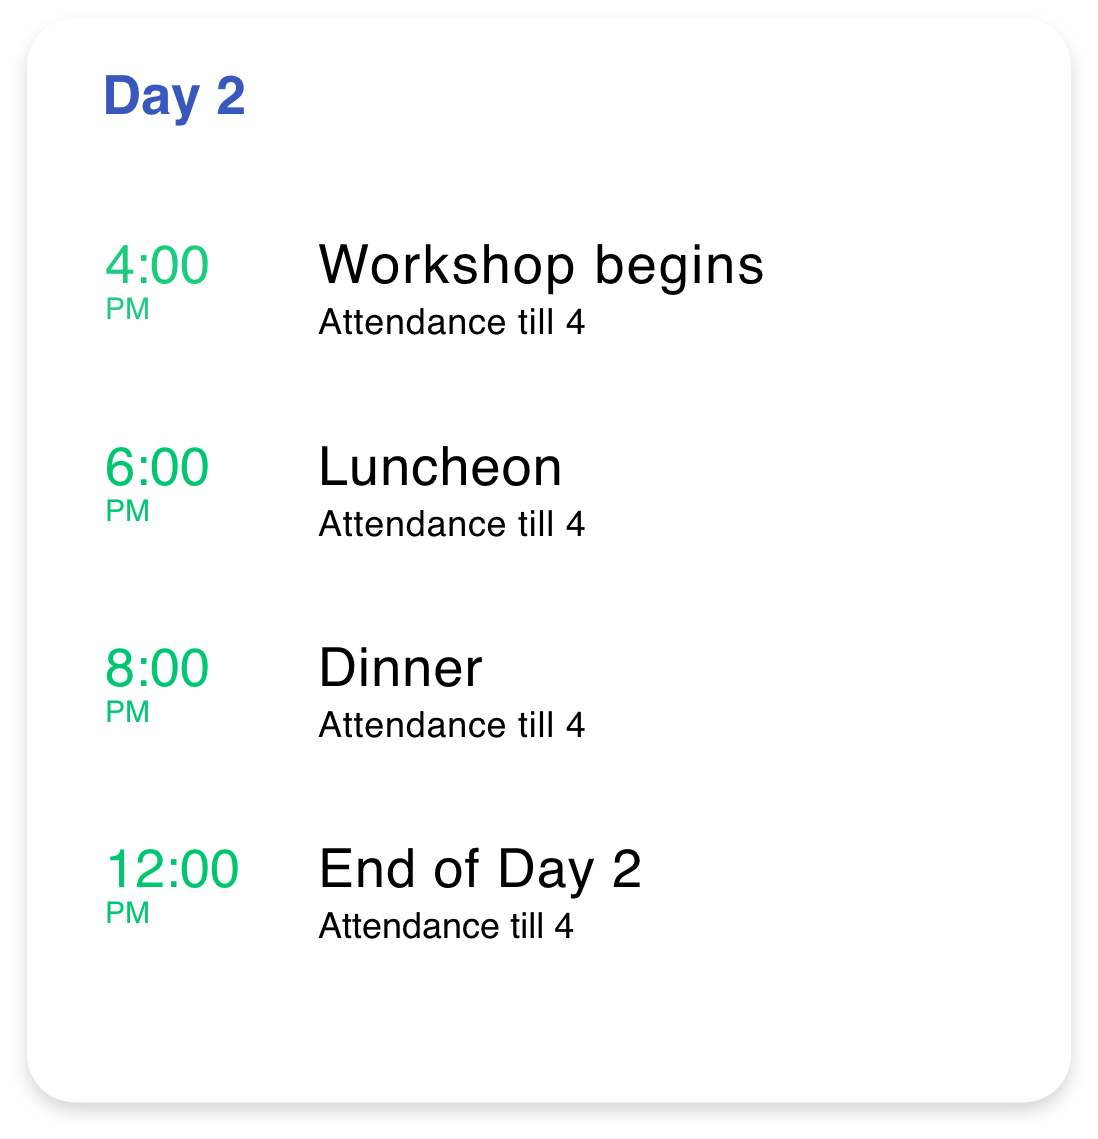 Day 2
4:00
PM
Workshop begins
Attendance till 4
6:00
PM
Luncheon
Attendance till 4
8:00
PM
Dinner
Attendance till 4
12:00
PM
End of Day 2
Attendance till 4